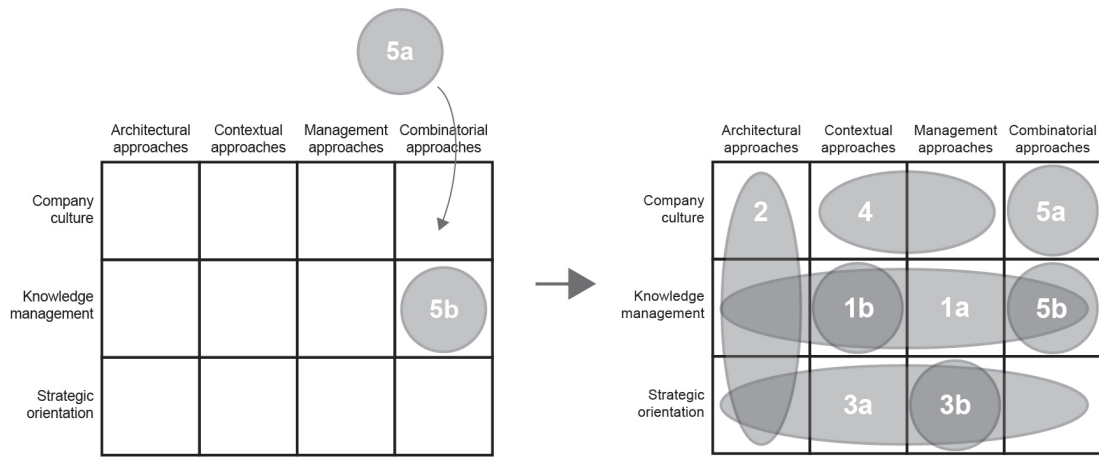 5a
Architectural approaches
Contextual approaches
Management approaches
Combinatorial approaches
Company culture
Knowledge management
5b
Strategic orientation
Architectural approaches
Contextual approaches
Management approaches
Combinatorial approaches
Company culture
2
4
5a
Knowledge management
1b
1a
5b
Strategic orientation
3a
3b